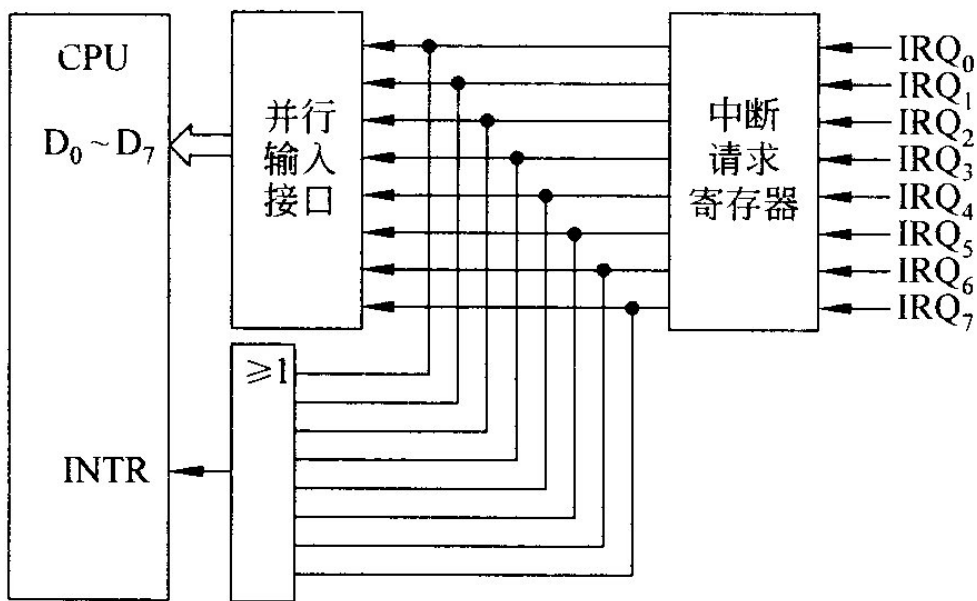 CPU
D₀~D₇
INTR
并行
输入
接口
≥1
中断
请求
寄存器
IRQ₀
IRQ₁
IRQ₂
IRQ₃
IRQ₄
IRQ₅
IRQ₆
IRQ₇